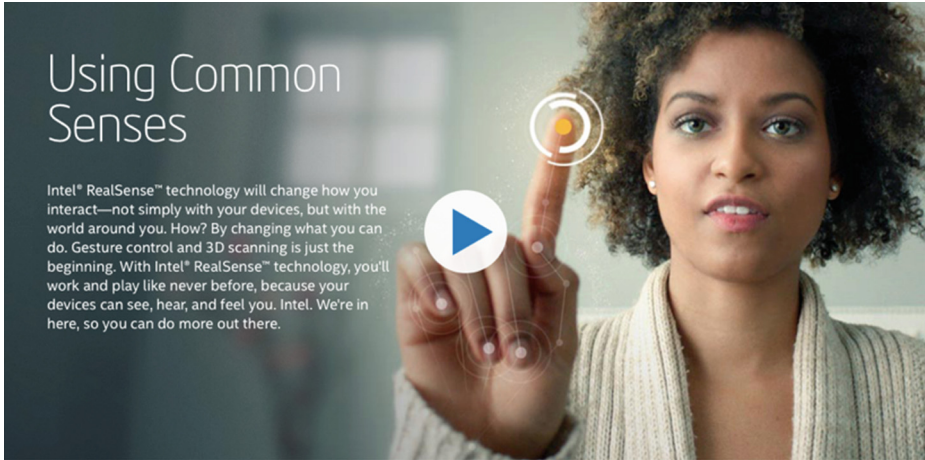 Using Common
Senses
Intel® RealSense™ technology will change how you
interact—not simply with your devices, but with the
world around you. How? By changing what you can
do. Gesture control and 3D scanning is just the
beginning. With Intel® RealSense™ technology, you'll
work and play like never before, because your
devices can see, hear, and feel you. Intel. We're in
here, so you can do more out there.